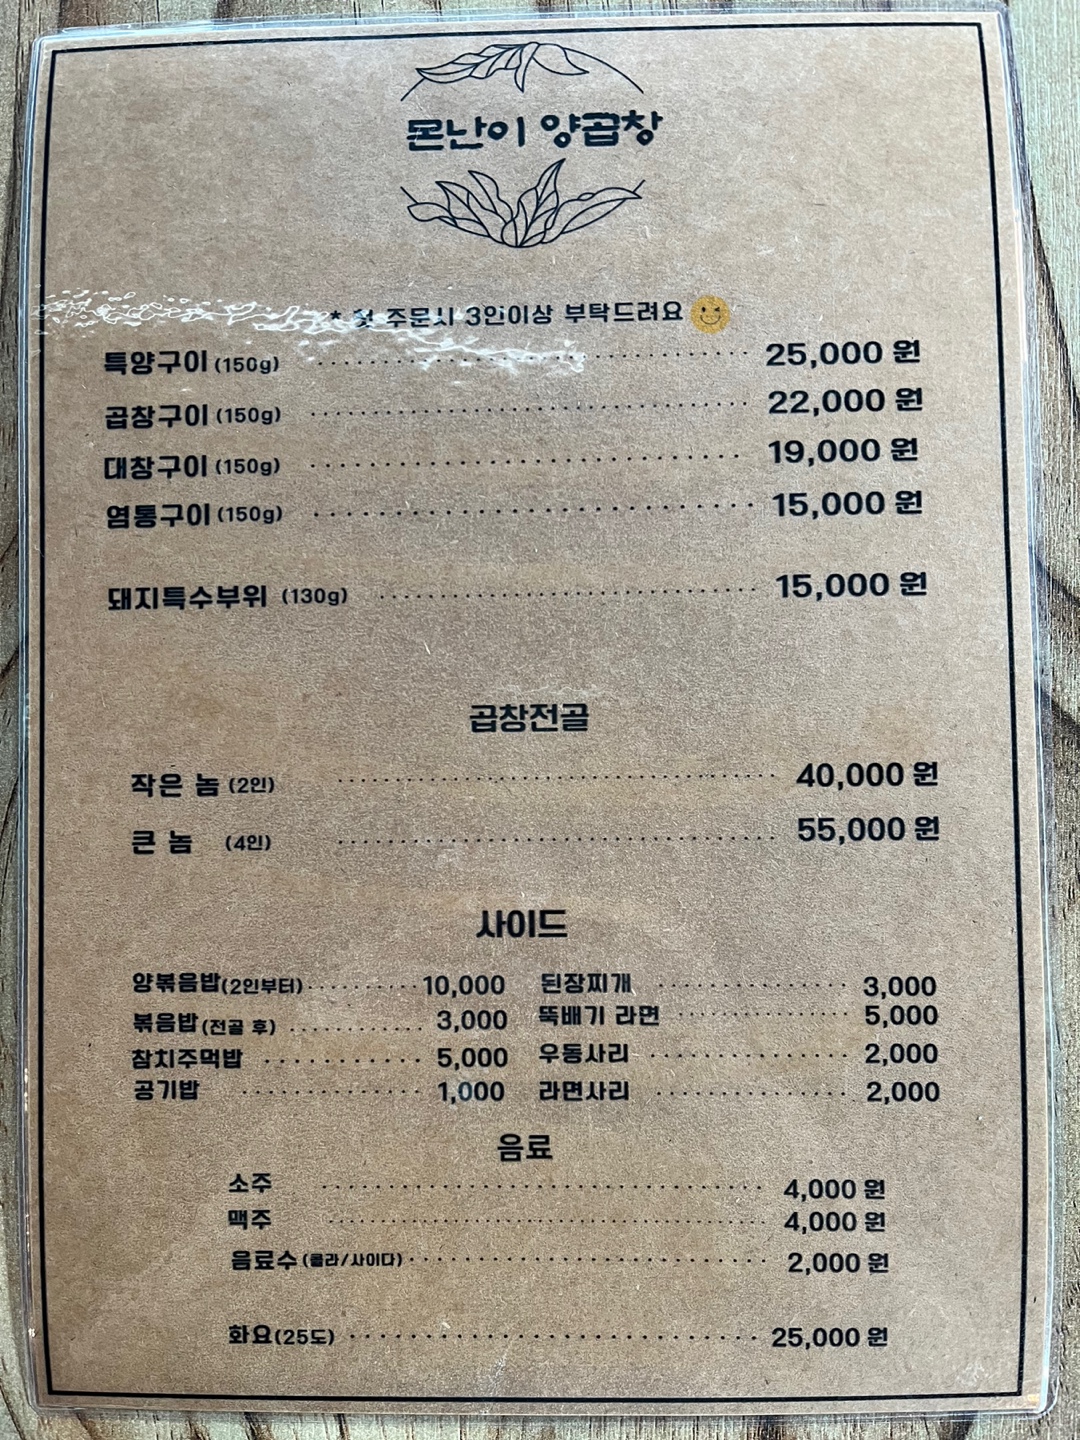 몬난이 양곱창
* 첫 주문시 3인이상 부탁드려요
특양구이 (150g) 25,000 원
곱창구이 (150g) 22,000 원
대창구이 (150g) 19,000 원
염통구이 (150g) 15,000 원
돼지특수부위 (130g) 15,000 원
곱창전골
작은 놈 (2인) 40,000 원
큰 놈 (4인) 55,000 원
사이드
양볶음밥(2인부터) 10,000 된장찌개 3,000
볶음밥(전골 후) 3,000 뚝배기 라면 5,000
참치주먹밥 5,000 우동사리 2,000
공기밥 1,000 라면사리 2,000
음료
소주 4,000 원
맥주 4,000 원
음료수 (콜라/사이다) 2,000 원
화요(25도) 25,000 원